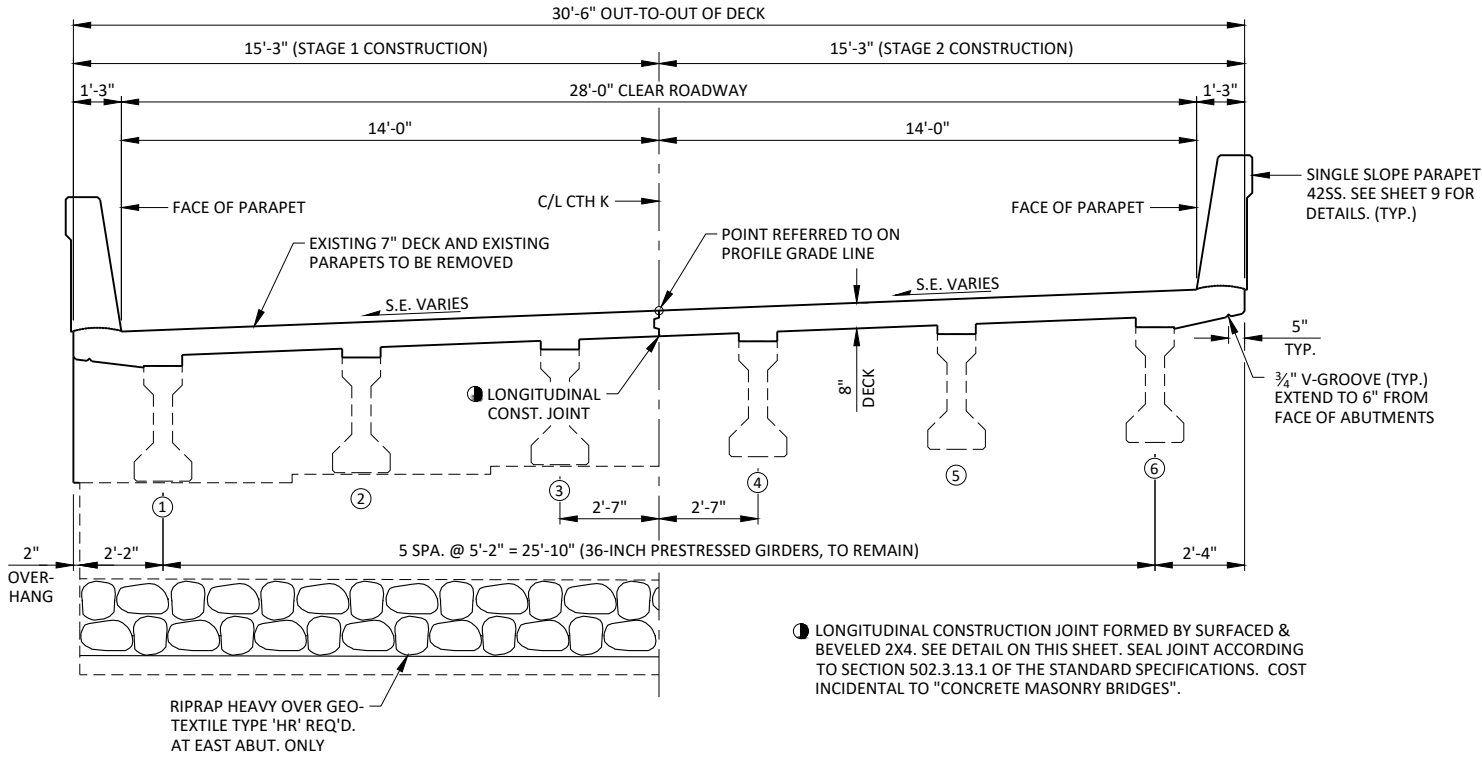 30'-6" OUT-TO-OUT OF DECK
15'-3" (STAGE 1 CONSTRUCTION)
15'-3" (STAGE 2 CONSTRUCTION)
1'-3"
28'-0" CLEAR ROADWAY
1'-3"
14'-0"
14'-0"
SINGLE SLOPE PARAPET
42SS. SEE SHEET 9 FOR
DETAILS. (TYP.)
FACE OF PARAPET
C/L CTH K
FACE OF PARAPET
EXISTING 7" DECK AND EXISTING
PARAPETS TO BE REMOVED
POINT REFERRED TO ON
PROFILE GRADE LINE
S.E. VARIES
S.E. VARIES
5"
TYP.
8"
DECK
LONGITUDINAL
CONST. JOINT
¾" V-GROOVE (TYP.)
EXTEND TO 6" FROM
FACE OF ABUTMENTS
1
2
3
4
5
6
2'-7"
2'-7"
2"
OVER-
HANG
2'-2"
5 SPA. @ 5'-2" = 25'-10" (36-INCH PRESTRESSED GIRDERS, TO REMAIN)
2'-4"
LONGITUDINAL CONSTRUCTION JOINT FORMED BY SURFACED &
BEVELED 2X4. SEE DETAIL ON THIS SHEET. SEAL JOINT ACCORDING
TO SECTION 502.3.13.1 OF THE STANDARD SPECIFICATIONS. COST
INCIDENTAL TO "CONCRETE MASONRY BRIDGES".
RIPRAP HEAVY OVER GEO-
TEXTILE TYPE 'HR' REQ'D.
AT EAST ABUT. ONLY